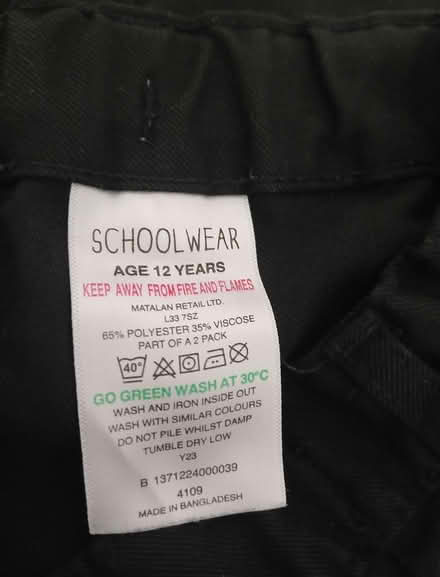 SCHOOLWEAR
AGE 12 YEARS
KEEP AWAY FROM FIRE AND FLAMES
MATALAN RETAIL LTD.
L33 7SZ
65% POLYESTER 35% VISCOSE
PART OF A 2 PACK
40°
GO GREEN WASH AT 30°C
WASH AND IRON INSIDE OUT
WASH WITH SIMILAR COLOURS
DO NOT PILE WHILST DAMP
TUMBLE DRY LOW
Y23
B 1371224000039
4109
MADE IN BANGLADESH